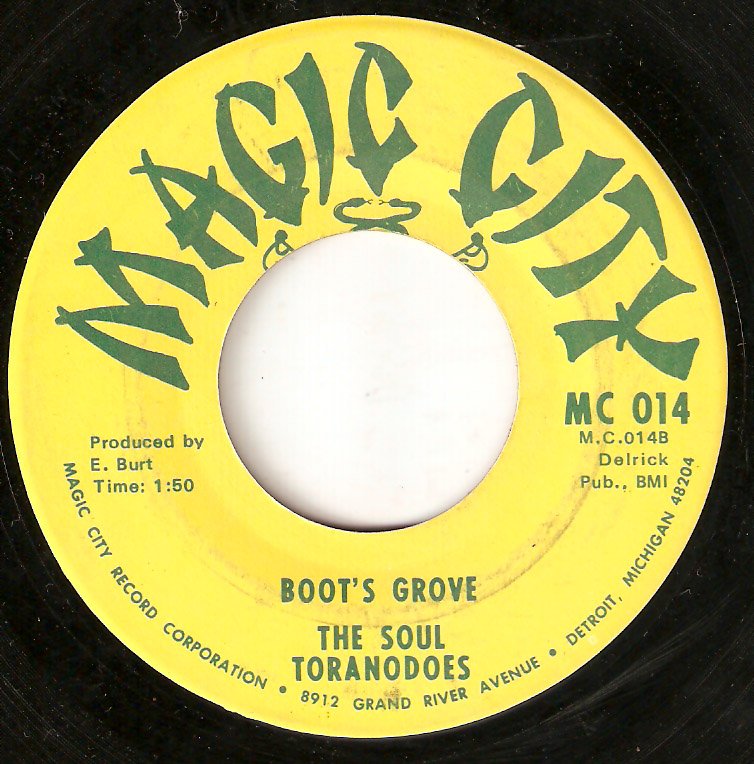 MAGIC CITY
MC 014
M.C.014B
Delrick
Pub., BMI
Produced by
E. Burt
Time: 1:50
BOOT'S GROVE
THE SOUL
TORANODOES
MAGIC CITY RECORD CORPORATION • 8912 GRAND RIVER AVENUE • DETROIT, MICHIGAN 48204